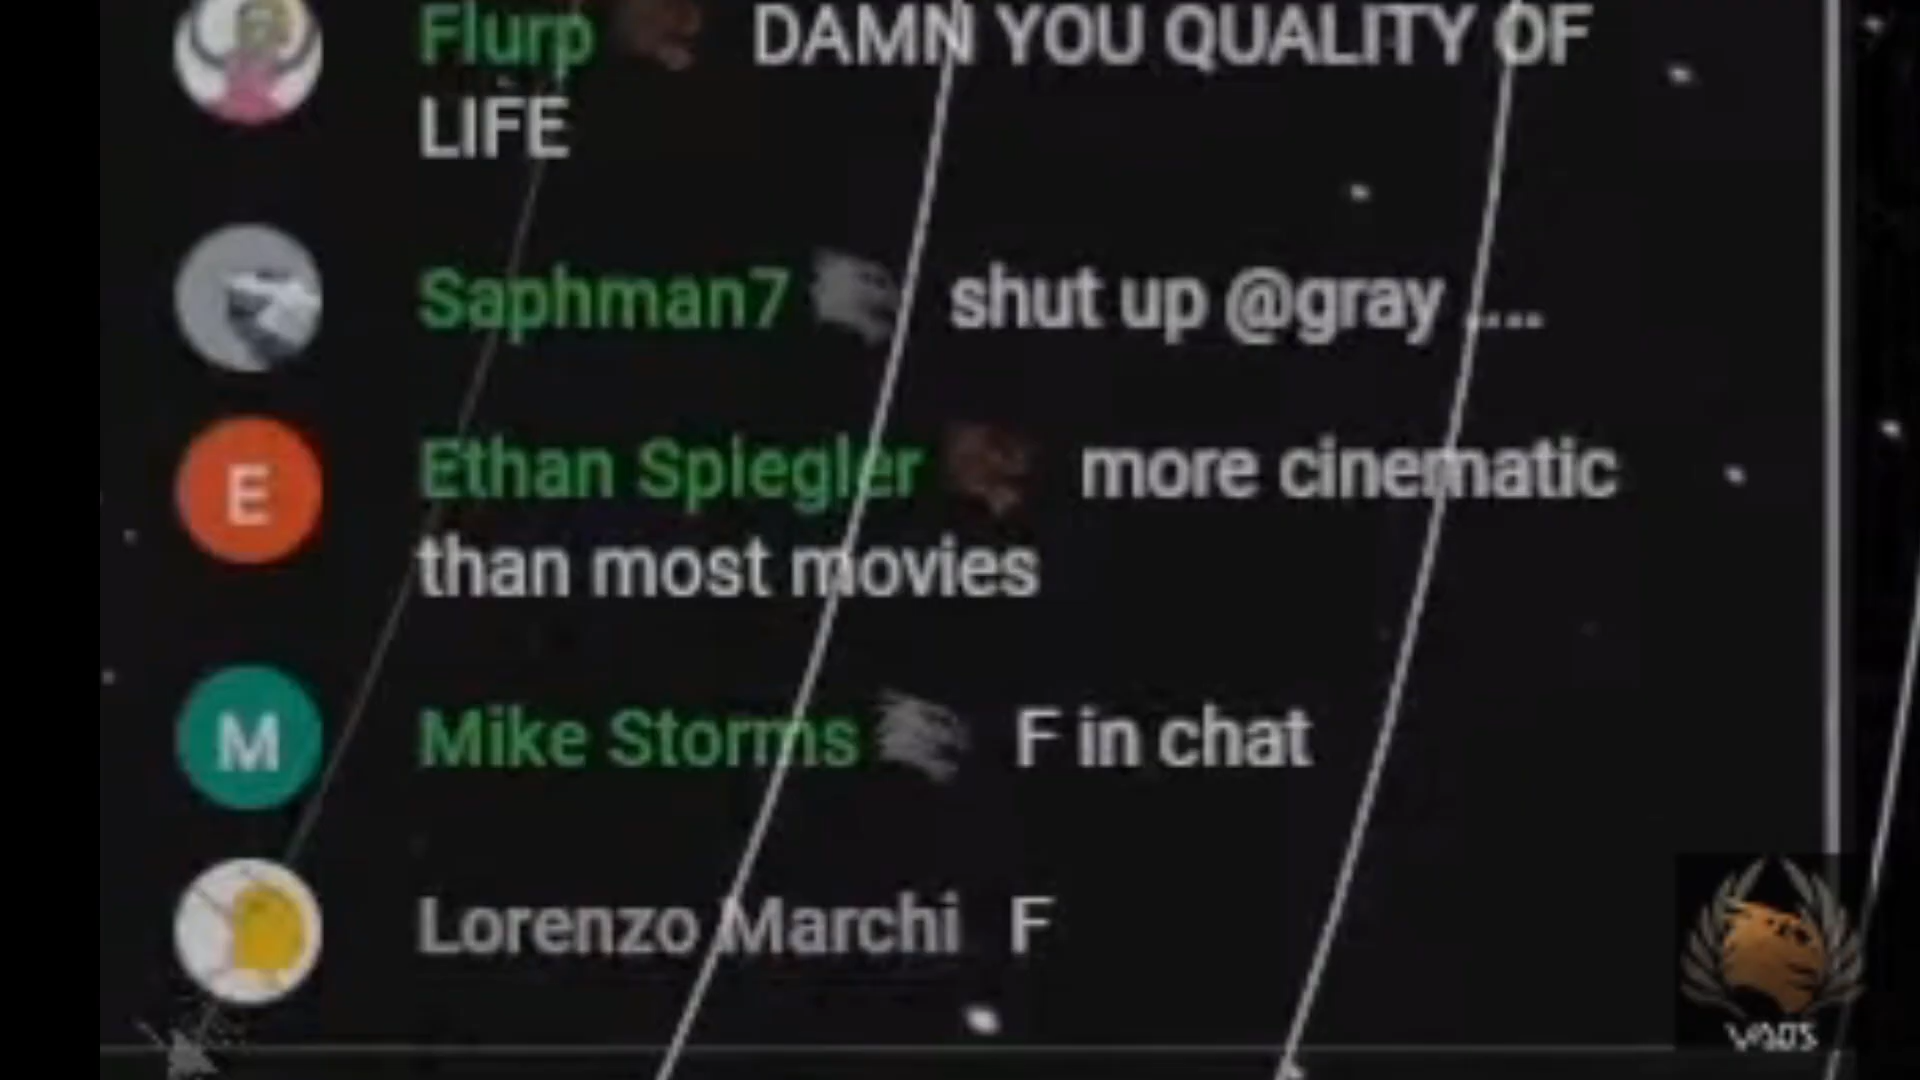 Flurp DAMN YOU QUALITY OF
LIFE
Saphman7 shut up @gray ....
E
Ethan Spiegler more cinematic
than most movies
M
Mike Storms F in chat
Lorenzo Marchi F